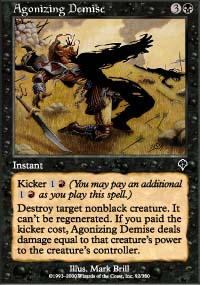 Agonizing Demise 3
Instant
Kicker 1 (You may pay an additional
1 as you play this spell.)
Destroy target nonblack creature. It
can't be regenerated. If you paid the
kicker cost, Agonizing Demise deals
damage equal to that creature's power
to the creature's controller.
Illus. Mark Brill
©1993-2000 Wizards of the Coast, Inc. 92/350